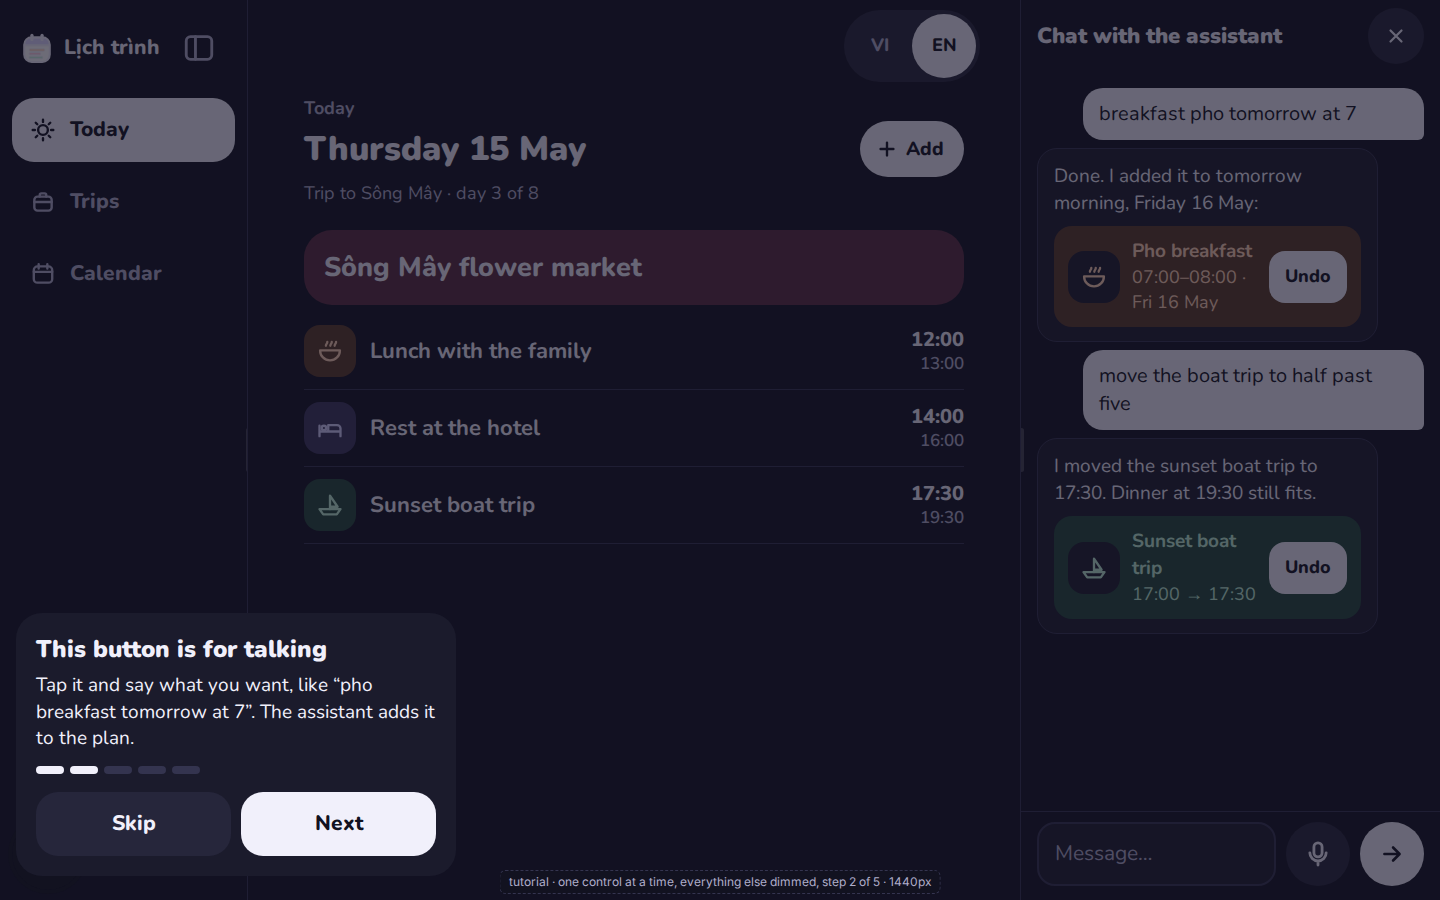 Lịch trình
Today
Trips
Calendar
VI
EN
Today
Thursday 15 May
Trip to Sông Mây · day 3 of 8
Add
Sông Mây flower market
Lunch with the family
12:00
13:00
Rest at the hotel
14:00
16:00
Sunset boat trip
17:30
19:30
This button is for talking
Tap it and say what you want, like “pho
breakfast tomorrow at 7”. The assistant adds it
to the plan.
Skip
Next
tutorial · one control at a time, everything else dimmed, step 2 of 5 · 1440px
Chat with the assistant
breakfast pho tomorrow at 7
Done. I added it to tomorrow
morning, Friday 16 May:
Pho breakfast
07:00–08:00 ·
Fri 16 May
Undo
move the boat trip to half past
five
I moved the sunset boat trip to
17:30. Dinner at 19:30 still fits.
Sunset boat
trip
17:00 → 17:30
Undo
Message...